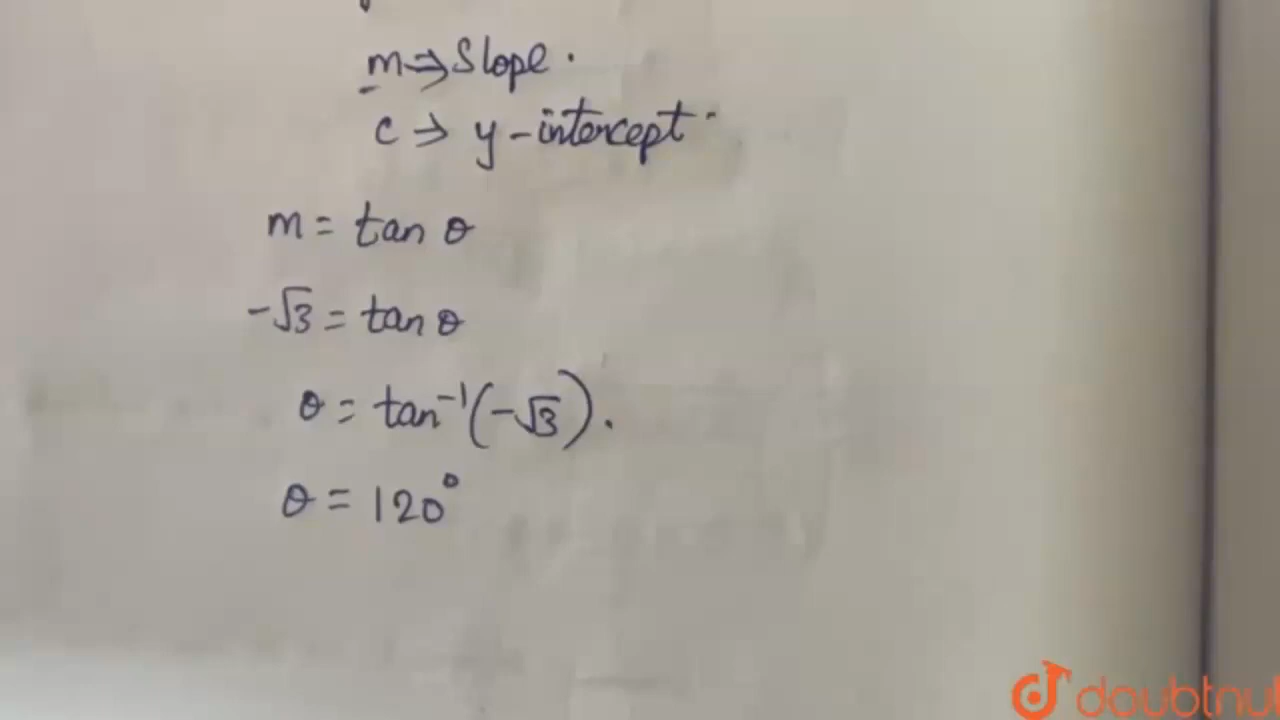 m ⇒ Slope.
c ⇒ y-intercept.
m = tan θ
-√3 = tan θ
θ = tan⁻¹(-√3).
θ = 120°
doubtnut